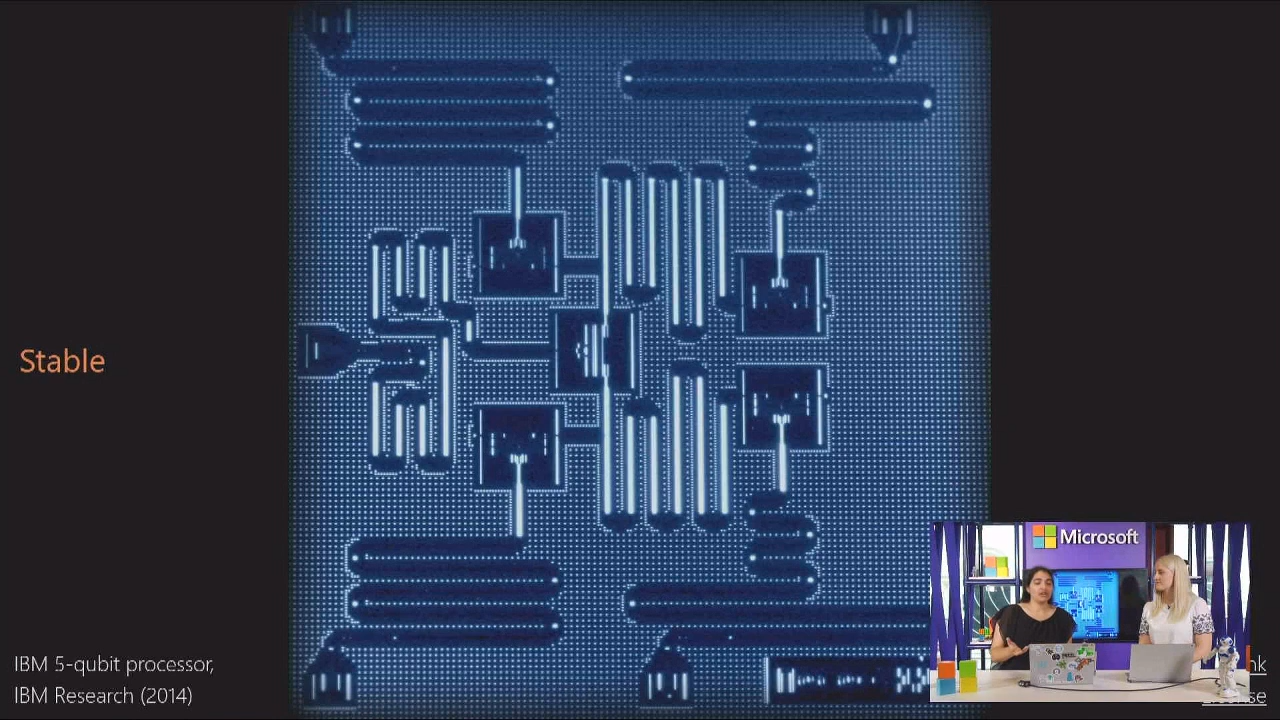 Stable
IBM 5-qubit processor,
IBM Research (2014)
Microsoft